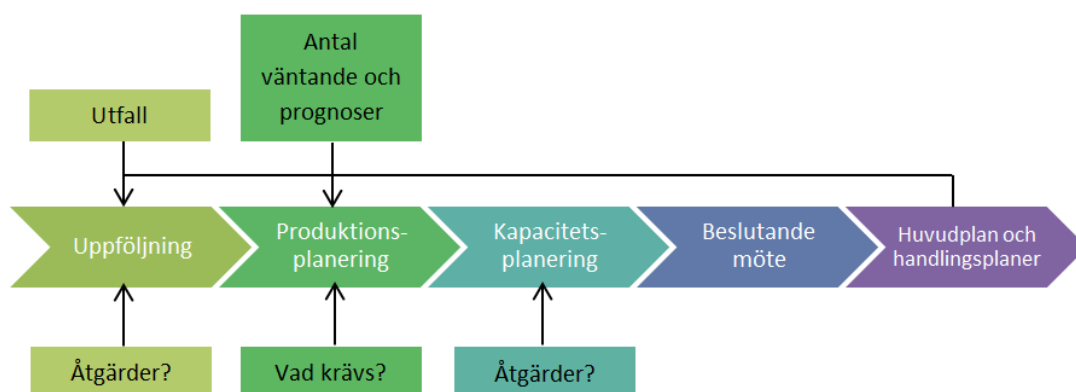 Antal
väntande och
prognoser
Utfall
Uppföljning
Produktions-
planering
Kapacitets-
planering
Beslutande
möte
Huvudplan och
handlingsplaner
Åtgärder?
Vad krävs?
Åtgärder?